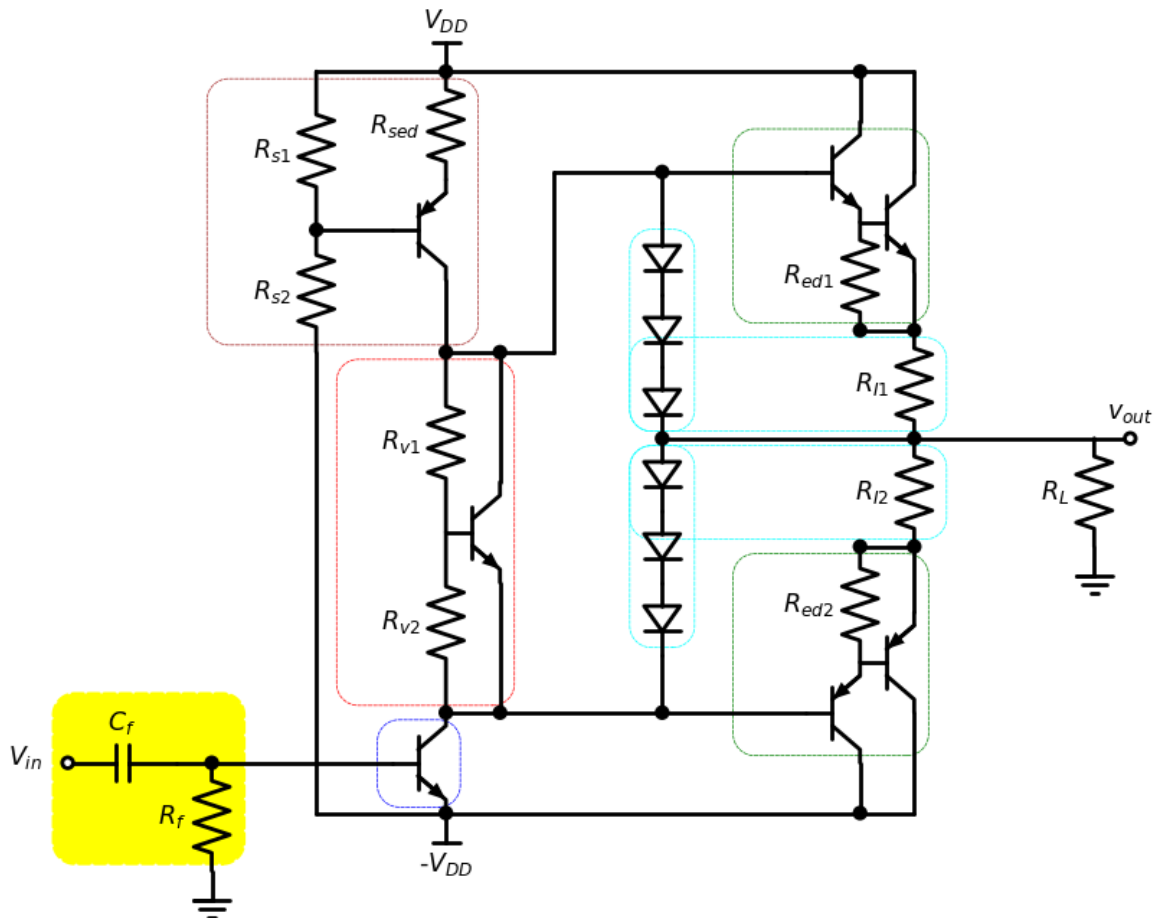 V_DD
R_sed
R_s1
R_s2
R_ed1
R_l1
v_out
R_v1
R_l2
R_L
R_ed2
R_v2
C_f
V_in
R_f
-V_DD